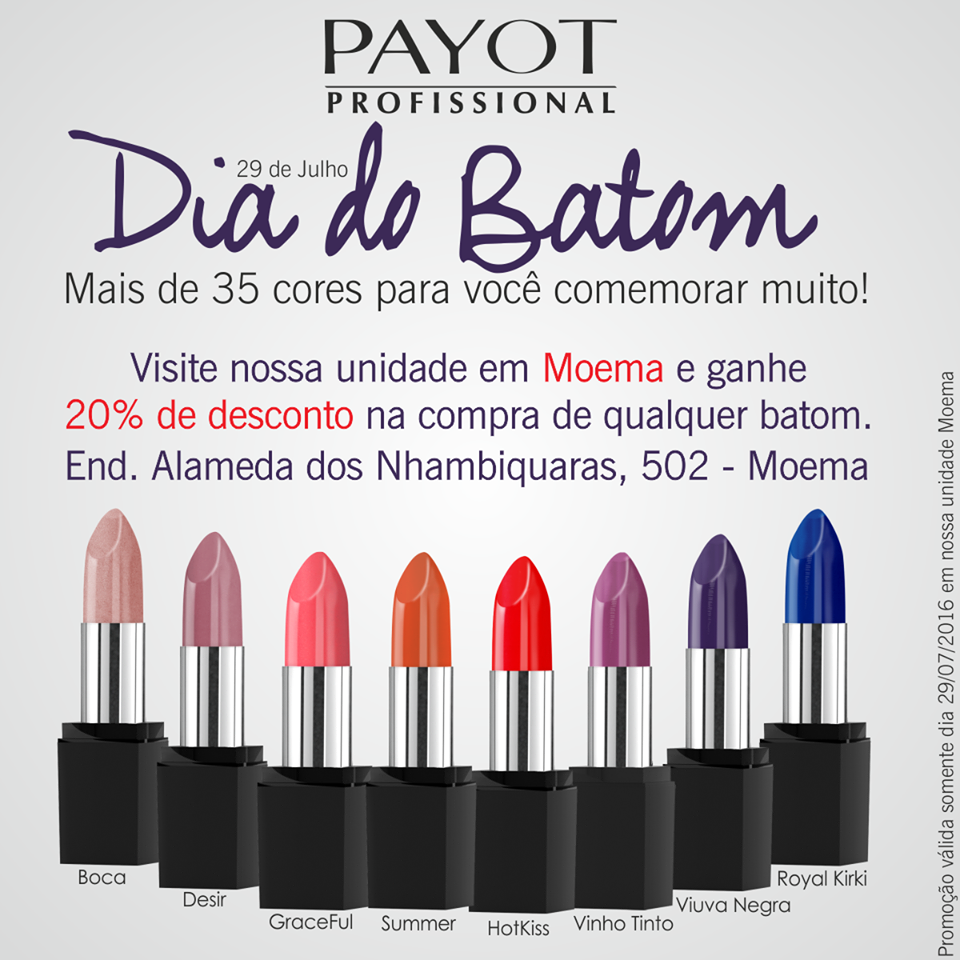 PAYOT
PROFISSIONAL
29 de Julho
Dia do Batom
Mais de 35 cores para você comemorar muito!
Visite nossa unidade em Moema e ganhe
20% de desconto na compra de qualquer batom.
End. Alameda dos Nhambiquaras, 502 - Moema
Boca
Desir
GraceFul
Summer
HotKiss
Vinho Tinto
Viuva Negra
Royal Kirki
Promoção válida somente dia 29/07/2016 em nossa unidade Moema